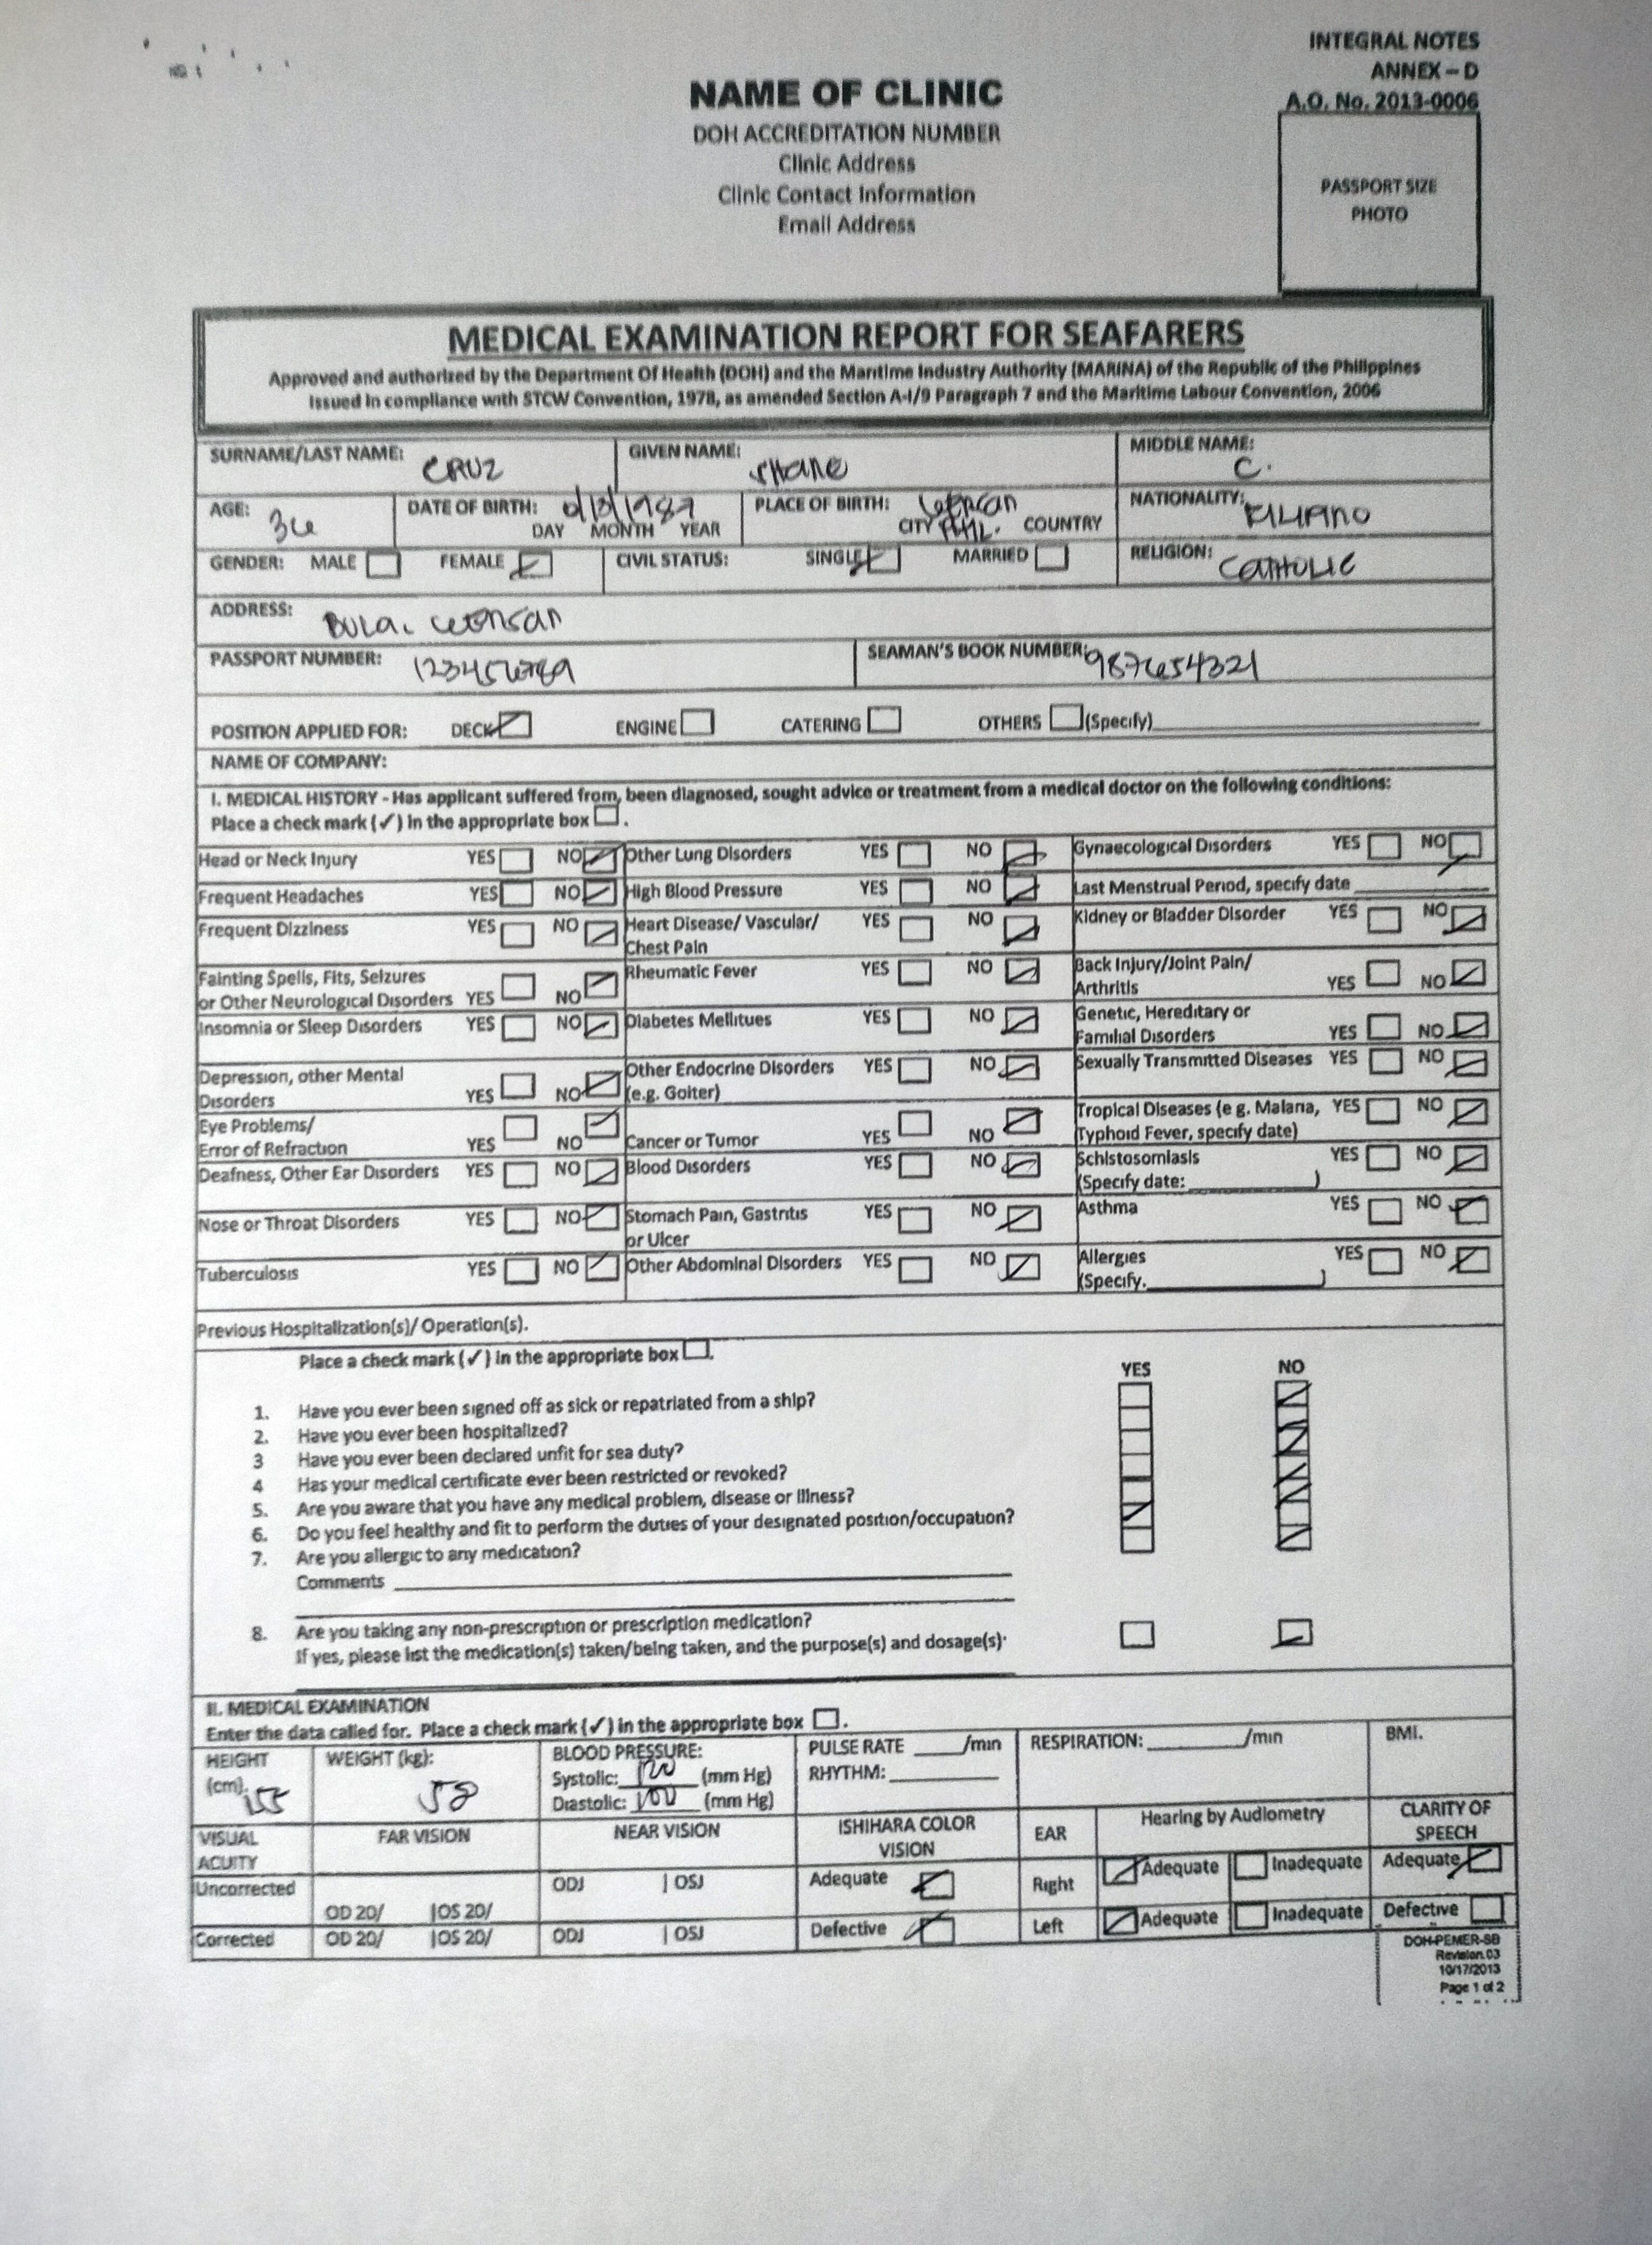 INTEGRAL NOTES
ANNEX – D
A.O. No. 2013-0006
NAME OF CLINIC
DOH ACCREDITATION NUMBER
Clinic Address
Clinic Contact Information
Email Address
PASSPORT SIZE
PHOTO
MEDICAL EXAMINATION REPORT FOR SEAFARERS
Approved and authorized by the Department Of Health (DOH) and the Maritime Industry Authority (MARINA) of the Republic of the Philippines
Issued in compliance with STCW Convention, 1978, as amended Section A-I/9 Paragraph 7 and the Maritime Labour Convention, 2006
SURNAME/LAST NAME: CRUZ GIVEN NAME: SHANE MIDDLE NAME: C.
AGE: 36 DATE OF BIRTH: /1987 PLACE OF BIRTH: Gensan NATIONALITY: FILIPINO
DAY MONTH YEAR CITY PHIL. COUNTRY
GENDER: MALE FEMALE CIVIL STATUS: SINGLE MARRIED RELIGION: CATHOLIC
ADDRESS: BULA. GENSAN
PASSPORT NUMBER: 123456789 SEAMAN'S BOOK NUMBER: 987654321
POSITION APPLIED FOR: DECK ENGINE CATERING OTHERS (Specify)
NAME OF COMPANY:
I. MEDICAL HISTORY - Has applicant suffered from, been diagnosed, sought advice or treatment from a medical doctor on the following conditions:
Place a check mark (✓) in the appropriate box .
Head or Neck Injury YES NO Other Lung Disorders YES NO Gynaecological Disorders YES NO
Frequent Headaches YES NO High Blood Pressure YES NO Last Menstrual Period, specify date
Frequent Dizziness YES NO Heart Disease/ Vascular/ YES NO Kidney or Bladder Disorder YES NO
Chest Pain
Fainting Spells, Fits, Seizures Rheumatic Fever YES NO Back Injury/Joint Pain/
or Other Neurological Disorders YES NO Arthritis YES NO
Insomnia or Sleep Disorders YES NO Diabetes Mellitues YES NO Genetic, Hereditary or
Familial Disorders YES NO
Depression, other Mental Other Endocrine Disorders YES NO Sexually Transmitted Diseases YES NO
Disorders YES NO (e.g. Goiter)
Eye Problems/ Tropical Diseases (e g. Malaria, YES NO
Error of Refraction YES NO Cancer or Tumor YES NO Typhoid Fever, specify date)
Deafness, Other Ear Disorders YES NO Blood Disorders YES NO Schistosomiasis YES NO
(Specify date: )
Nose or Throat Disorders YES NO Stomach Pain, Gastritis YES NO Asthma YES NO
or Ulcer
Tuberculosis YES NO Other Abdominal Disorders YES NO Allergies YES NO
(Specify. )
Previous Hospitalization(s)/ Operation(s).
Place a check mark (✓) in the appropriate box .
YES NO
1. Have you ever been signed off as sick or repatriated from a ship?
2. Have you ever been hospitalized?
3 Have you ever been declared unfit for sea duty?
4 Has your medical certificate ever been restricted or revoked?
5. Are you aware that you have any medical problem, disease or illness?
6. Do you feel healthy and fit to perform the duties of your designated position/occupation?
7. Are you allergic to any medication?
Comments
8. Are you taking any non-prescription or prescription medication?
If yes, please list the medication(s) taken/being taken, and the purpose(s) and dosage(s)·
II. MEDICAL EXAMINATION
Enter the data called for. Place a check mark (✓) in the appropriate box .
HEIGHT WEIGHT (kg): BLOOD PRESSURE: PULSE RATE /min RESPIRATION: /min BMI.
(cm). 155 58 Systolic: 120 (mm Hg) RHYTHM:
Diastolic: 100 (mm Hg)
VISUAL FAR VISION NEAR VISION ISHIHARA COLOR EAR Hearing by Audiometry CLARITY OF
ACUITY VISION SPEECH
Uncorrected ODJ | OSJ Adequate Right Adequate Inadequate Adequate
OD 20/ |OS 20/
Corrected OD 20/ |OS 20/ ODJ | OSJ Defective Left Adequate Inadequate Defective
DOH-PEMER-SB
Revision.03
10/17/2013
Page 1 of 2